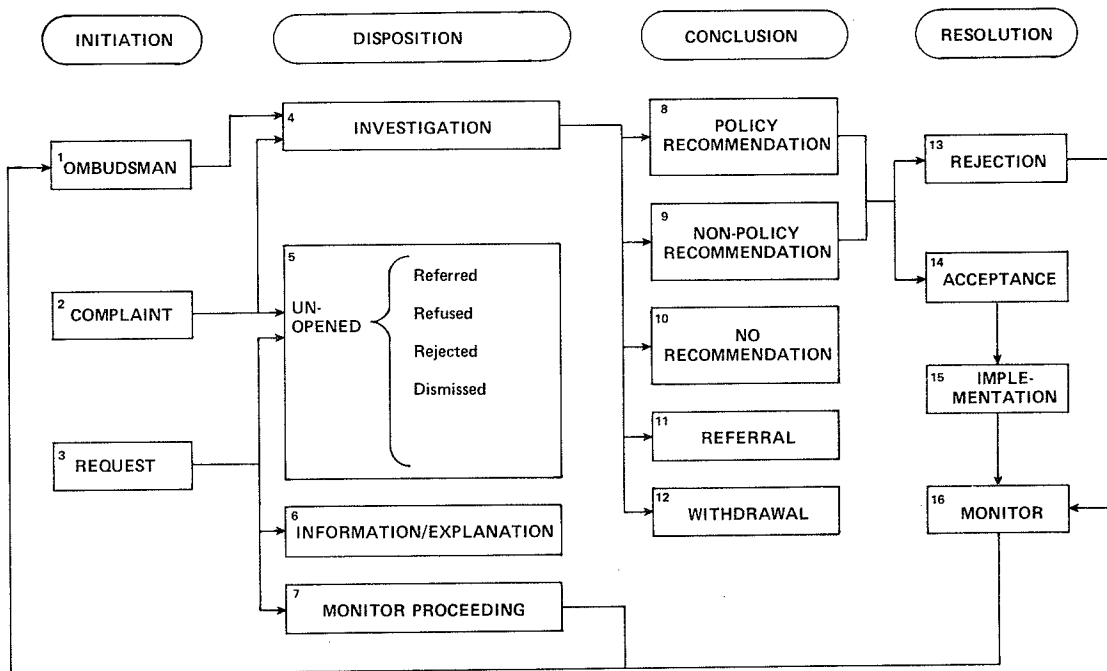 INITIATION
DISPOSITION
CONCLUSION
RESOLUTION
1
OMBUDSMAN
2
COMPLAINT
3
REQUEST
4
INVESTIGATION
5
UN-
OPENED
Referred
Refused
Rejected
Dismissed
6
INFORMATION/EXPLANATION
7
MONITOR PROCEEDING
8
POLICY
RECOMMENDATION
9
NON-POLICY
RECOMMENDATION
10
NO
RECOMMENDATION
11
REFERRAL
12
WITHDRAWAL
13
REJECTION
14
ACCEPTANCE
15
IMPLE-
MENTATION
16
MONITOR